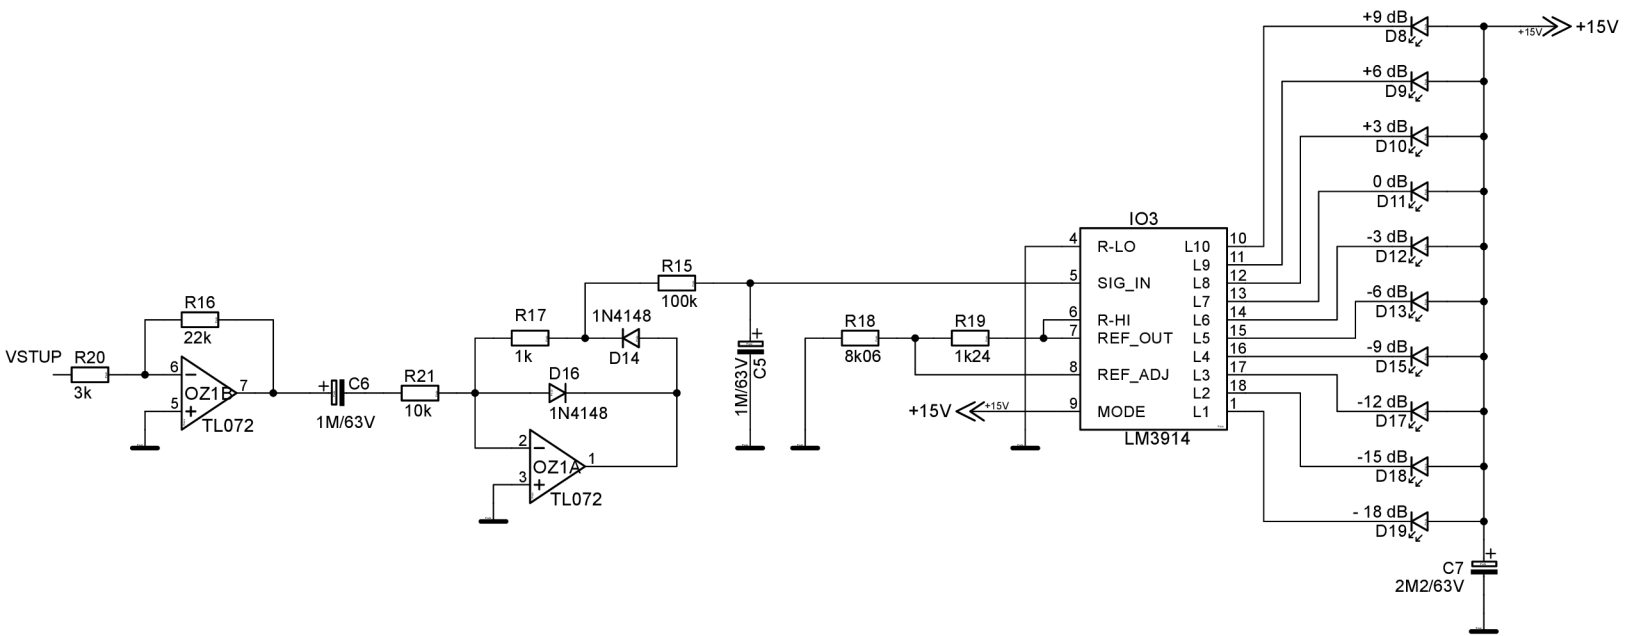 +9 dB
D8
+15V
+15V
+6 dB
D9
+3 dB
D10
0 dB
D11
-3 dB
D12
-6 dB
D13
-9 dB
D15
-12 dB
D17
-15 dB
D18
- 18 dB
D19
C7
+
2M2/63V
IO3
4 R-LO L10 10
L9 11
5 SIG_IN L8 12
L7 13
6 R-HI L6 14
7 REF_OUT L5 15
L4 16
8 REF_ADJ L3 17
L2 18
9 MODE L1 1
LM3914
+15V +15V
R18
8k06
R19
1k24
R15
100k
+
1M/63V
C5
R17
1k
1N4148
D14
D16
1N4148
2 −
OZ1A 1
3 +
TL072
R21
10k
+ C6
1M/63V
R16
22k
VSTUP R20
3k
6 −
OZ1B 7
5 +
TL072